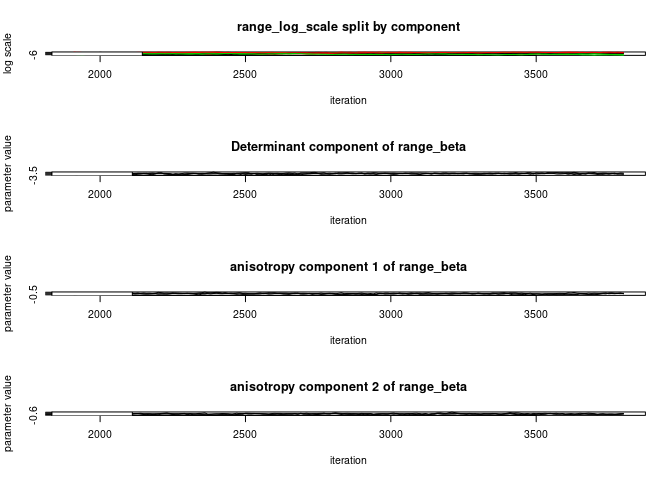 range_log_scale split by component
log scale
-6
2000 2500 3000 3500
iteration
Determinant component of range_beta
parameter value
-3.5
2000 2500 3000 3500
iteration
anisotropy component 1 of range_beta
parameter value
-0.5
2000 2500 3000 3500
iteration
anisotropy component 2 of range_beta
parameter value
-0.6
2000 2500 3000 3500
iteration